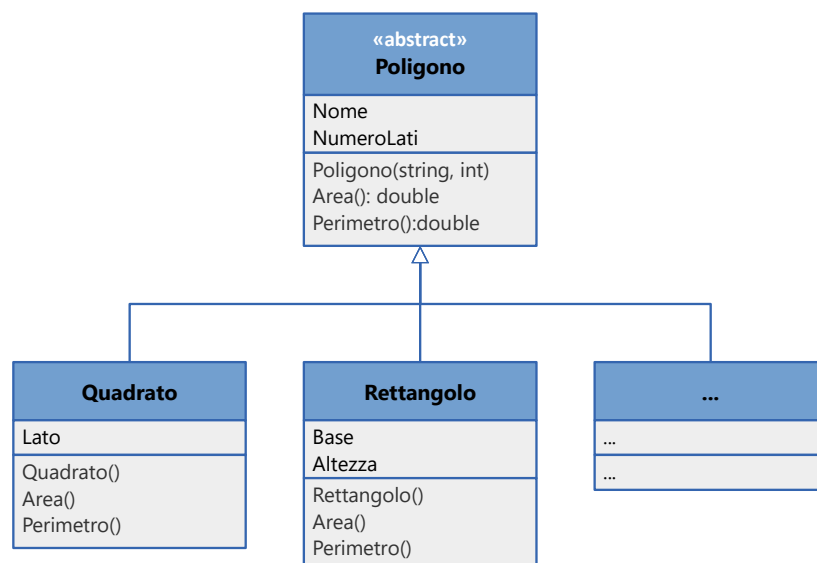 «abstract»
Poligono
Nome
NumeroLati
Poligono(string, int)
Area(): double
Perimetro():double
Quadrato
Lato
Quadrato()
Area()
Perimetro()
Rettangolo
Base
Altezza
Rettangolo()
Area()
Perimetro()
...
...
...